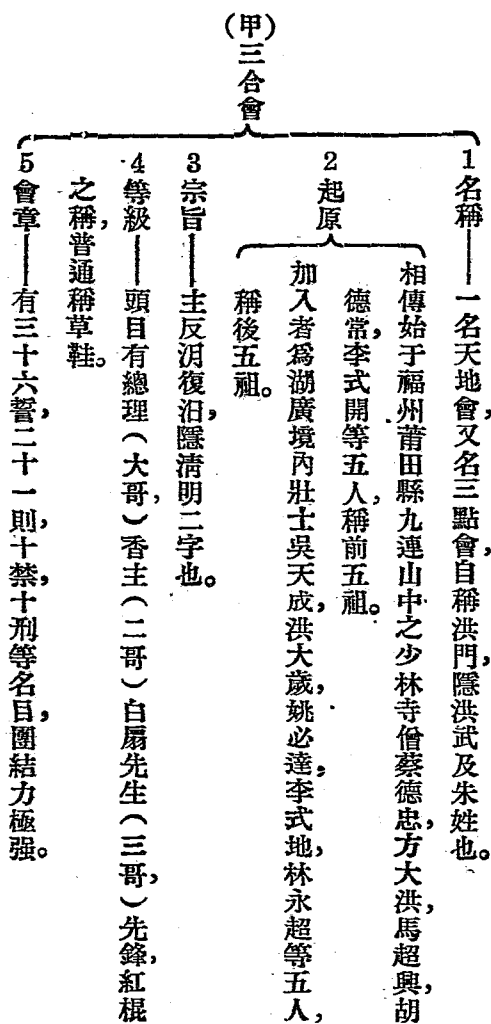 (甲)三合會
1 名稱——一名天地會，又名三點會，自稱洪門，隱洪武及朱姓也。
2 起原
相傳始于福州莆田縣九連山中之少林寺僧蔡德忠，方大洪，馬超興，胡
德常，李式開等五人，稱前五祖。
加入者爲湖廣境內壯士吳天成，洪大歲，姚必達，李式地，林永超等五人，
稱後五祖。
3 宗旨——主反泪復汨，隱淸明二字也。
4 等級——頭目有總理(大哥)香主(二哥)白扇先生(三哥，)先鋒，紅棍
之稱，普通稱草鞋。
5 會章——有三十六誓，二十一則，十禁，十刑等名目，團結力極强。